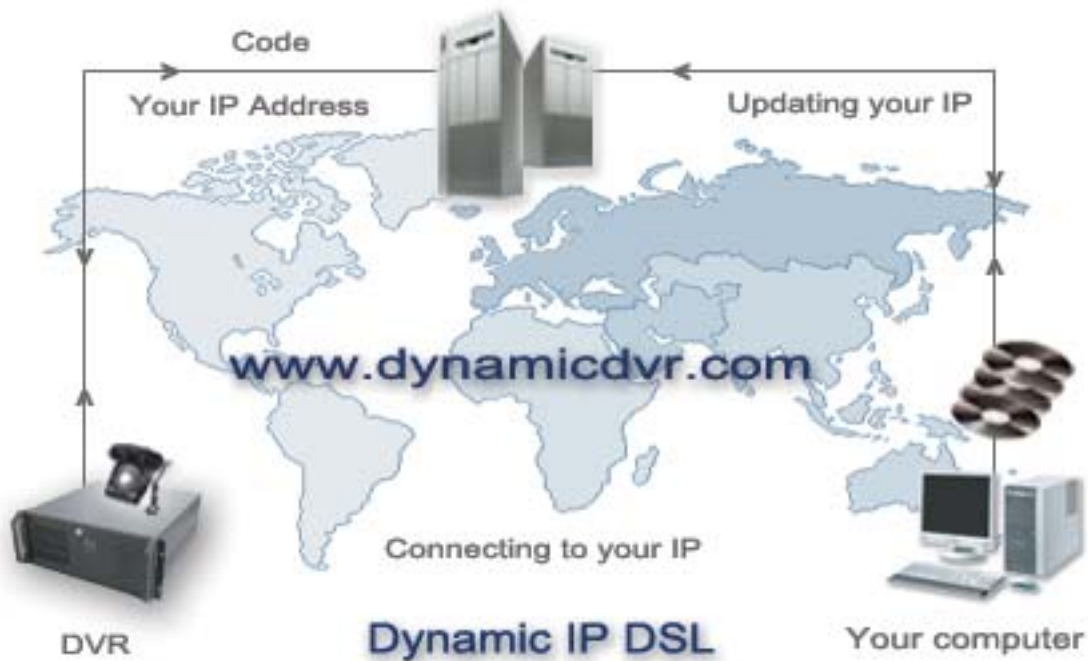 Code
Your IP Address
Updating your IP
www.dynamicdvr.com
Connecting to your IP
DVR
Dynamic IP DSL
Your computer